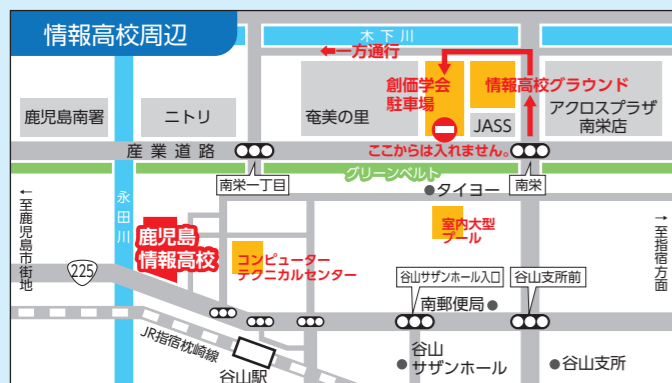 情報高校周辺
木下川
←一方通行
創価学会
駐車場
情報高校グラウンド
鹿児島南署
ニトリ
奄美の里
JASS
アクロスプラザ
南栄店
産業道路
ここからは入れません。
グリーンベルト
南栄一丁目
南栄
タイヨー
←至鹿児島市街地
永田川
鹿児島
情報高校
コンピューター
テクニカルセンター
室内大型
プール
→至指宿方面
225
谷山サザンホール入口
谷山支所前
南郵便局
JR指宿枕崎線
谷山駅
谷山
サザンホール
谷山支所